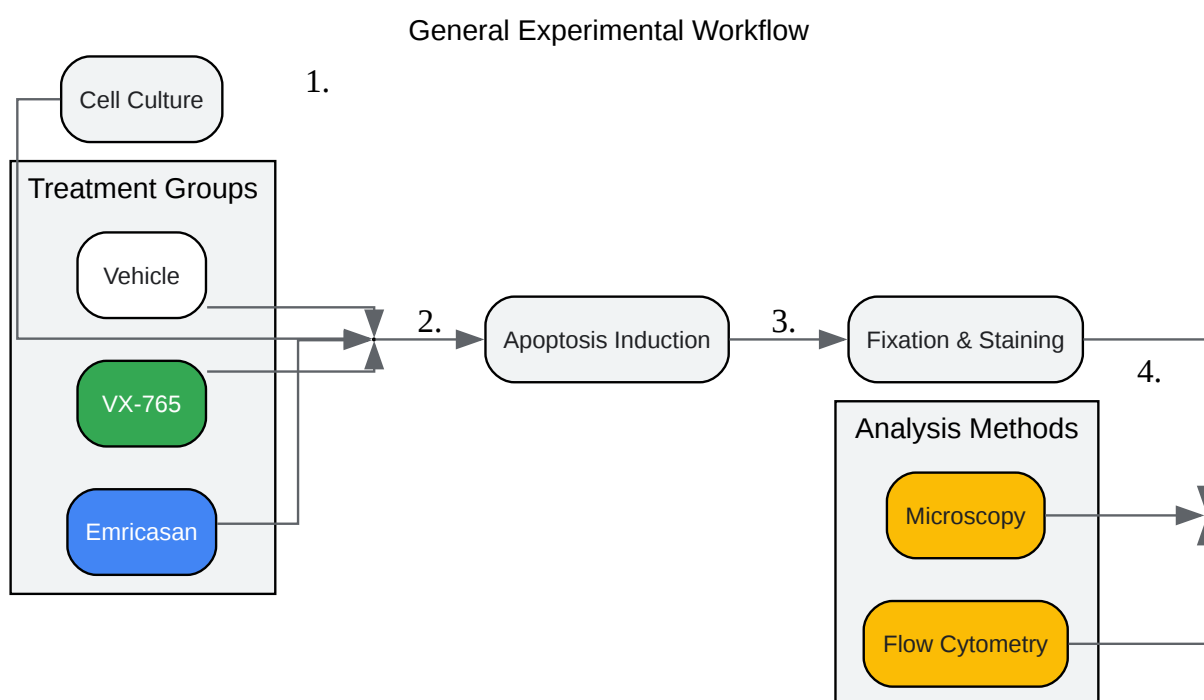 General Experimental Workflow
Cell Culture
1.
Treatment Groups
Vehicle
VX-765
Emricasan
2.
Apoptosis Induction
3.
Fixation & Staining
4.
Analysis Methods
Microscopy
Flow Cytometry